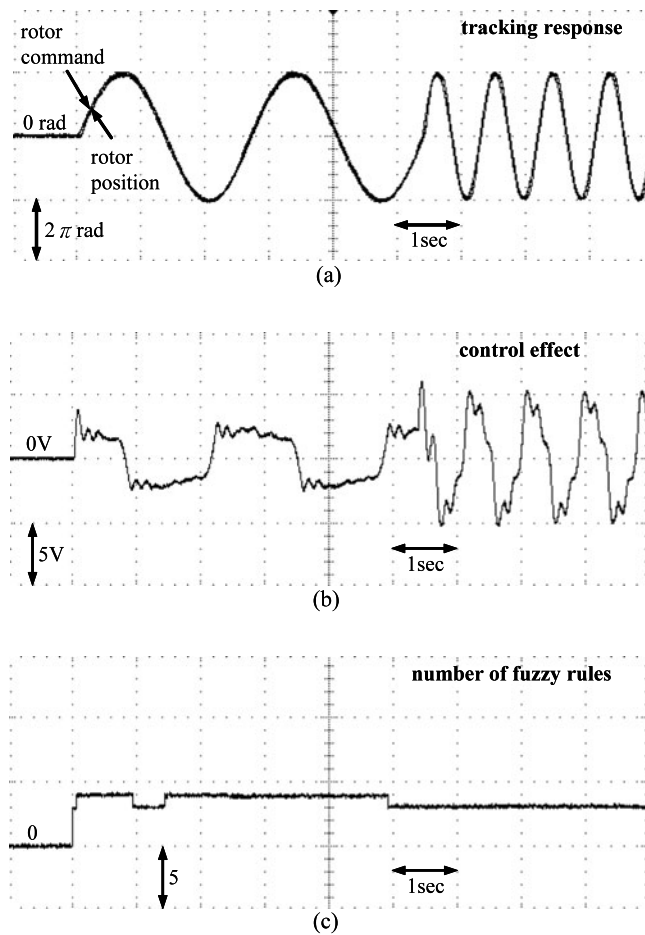 tracking response
rotor
command
0 rad
rotor
position
2 π rad
1sec
(a)
control effect
0V
5V
1sec
(b)
number of fuzzy rules
0
5
1sec
(c)